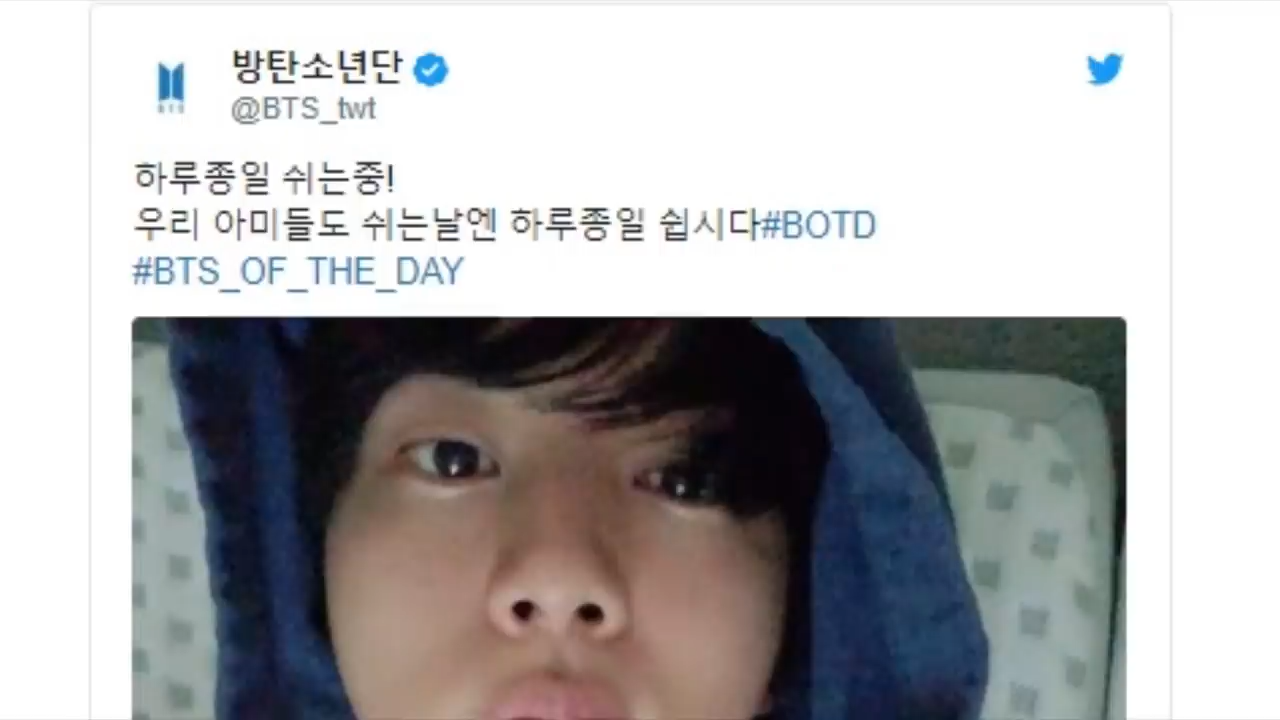 방탄소년단
@BTS_twt
BTS
하루종일 쉬는중!
우리 아미들도 쉬는날엔 하루종일 쉽시다#BOTD
#BTS_OF_THE_DAY